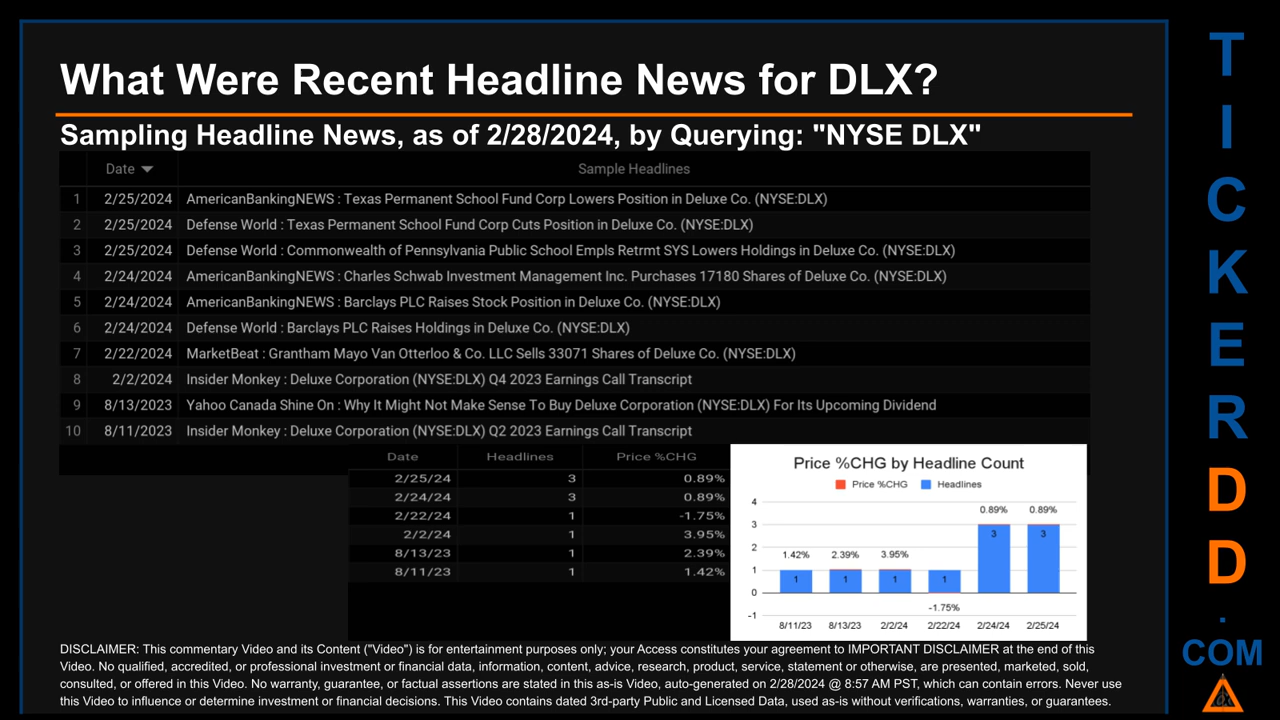 What Were Recent Headline News for DLX?
Sampling Headline News, as of 2/28/2024, by Querying: "NYSE DLX"
Date Sample Headlines
1 2/25/2024 AmericanBankingNEWS : Texas Permanent School Fund Corp Lowers Position in Deluxe Co. (NYSE:DLX)
2 2/25/2024 Defense World : Texas Permanent School Fund Corp Cuts Position in Deluxe Co. (NYSE:DLX)
3 2/25/2024 Defense World : Commonwealth of Pennsylvania Public School Empls Retrmt SYS Lowers Holdings in Deluxe Co. (NYSE:DLX)
4 2/24/2024 AmericanBankingNEWS : Charles Schwab Investment Management Inc. Purchases 17180 Shares of Deluxe Co. (NYSE:DLX)
5 2/24/2024 AmericanBankingNEWS : Barclays PLC Raises Stock Position in Deluxe Co. (NYSE:DLX)
6 2/24/2024 Defense World : Barclays PLC Raises Holdings in Deluxe Co. (NYSE:DLX)
7 2/22/2024 MarketBeat : Grantham Mayo Van Otterloo & Co. LLC Sells 33071 Shares of Deluxe Co. (NYSE:DLX)
8 2/2/2024 Insider Monkey : Deluxe Corporation (NYSE:DLX) Q4 2023 Earnings Call Transcript
9 8/13/2023 Yahoo Canada Shine On : Why It Might Not Make Sense To Buy Deluxe Corporation (NYSE:DLX) For Its Upcoming Dividend
10 8/11/2023 Insider Monkey : Deluxe Corporation (NYSE:DLX) Q2 2023 Earnings Call Transcript
Date Headlines Price %CHG
2/25/24 3 0.89%
2/24/24 3 0.89%
2/22/24 1 -1.75%
2/2/24 1 3.95%
8/13/23 1 2.39%
8/11/23 1 1.42%
Price %CHG by Headline Count
Price %CHG Headlines
4
3
2
1
0
-1
1.42% 2.39% 3.95% -1.75% 0.89% 0.89%
1 1 1 1 3 3
8/11/23 8/13/23 2/2/24 2/22/24 2/24/24 2/25/24
DISCLAIMER: This commentary Video and its Content ("Video") is for entertainment purposes only; your Access constitutes your agreement to IMPORTANT DISCLAIMER at the end of this
Video. No qualified, accredited, or professional investment or financial data, information, content, advice, research, product, service, statement or otherwise, are presented, marketed, sold,
consulted, or offered in this Video. No warranty, guarantee, or factual assertions are stated in this as-is Video, auto-generated on 2/28/2024 @ 8:57 AM PST, which can contain errors. Never use
this Video to influence or determine investment or financial decisions. This Video contains dated 3rd-party Public and Licensed Data, used as-is without verifications, warranties, or guarantees.
T
I
C
K
E
R
D
D
.
COM